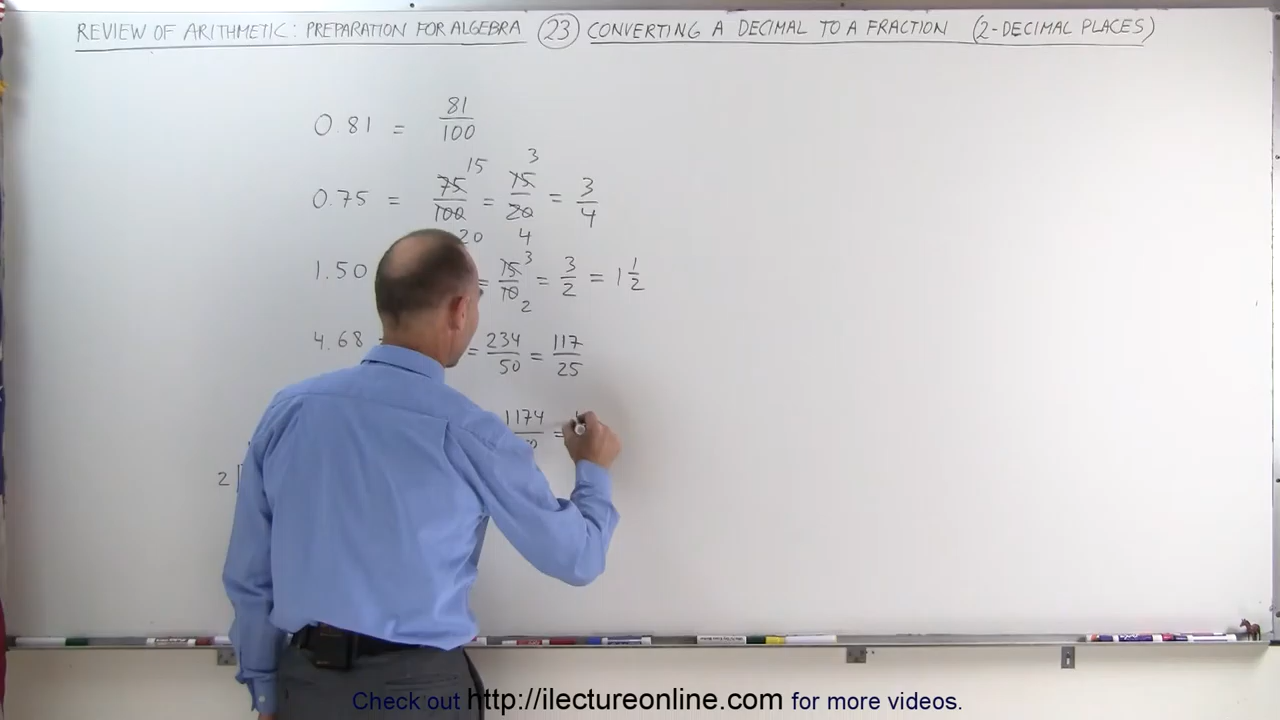 REVIEW OF ARITHMETIC: PREPARATION FOR ALGEBRA (23) CONVERTING A DECIMAL TO A FRACTION (2-DECIMAL PLACES)
0.81 = 81/100
0.75 = 75/100 15 20 = 15/20 3 4 = 3/4
1.50 = 15/10 3 2 = 3/2 = 1 1/2
4.68 = 234/50 = 117/25
1174 =
2
Check out http://ilectureonline.com for more videos.